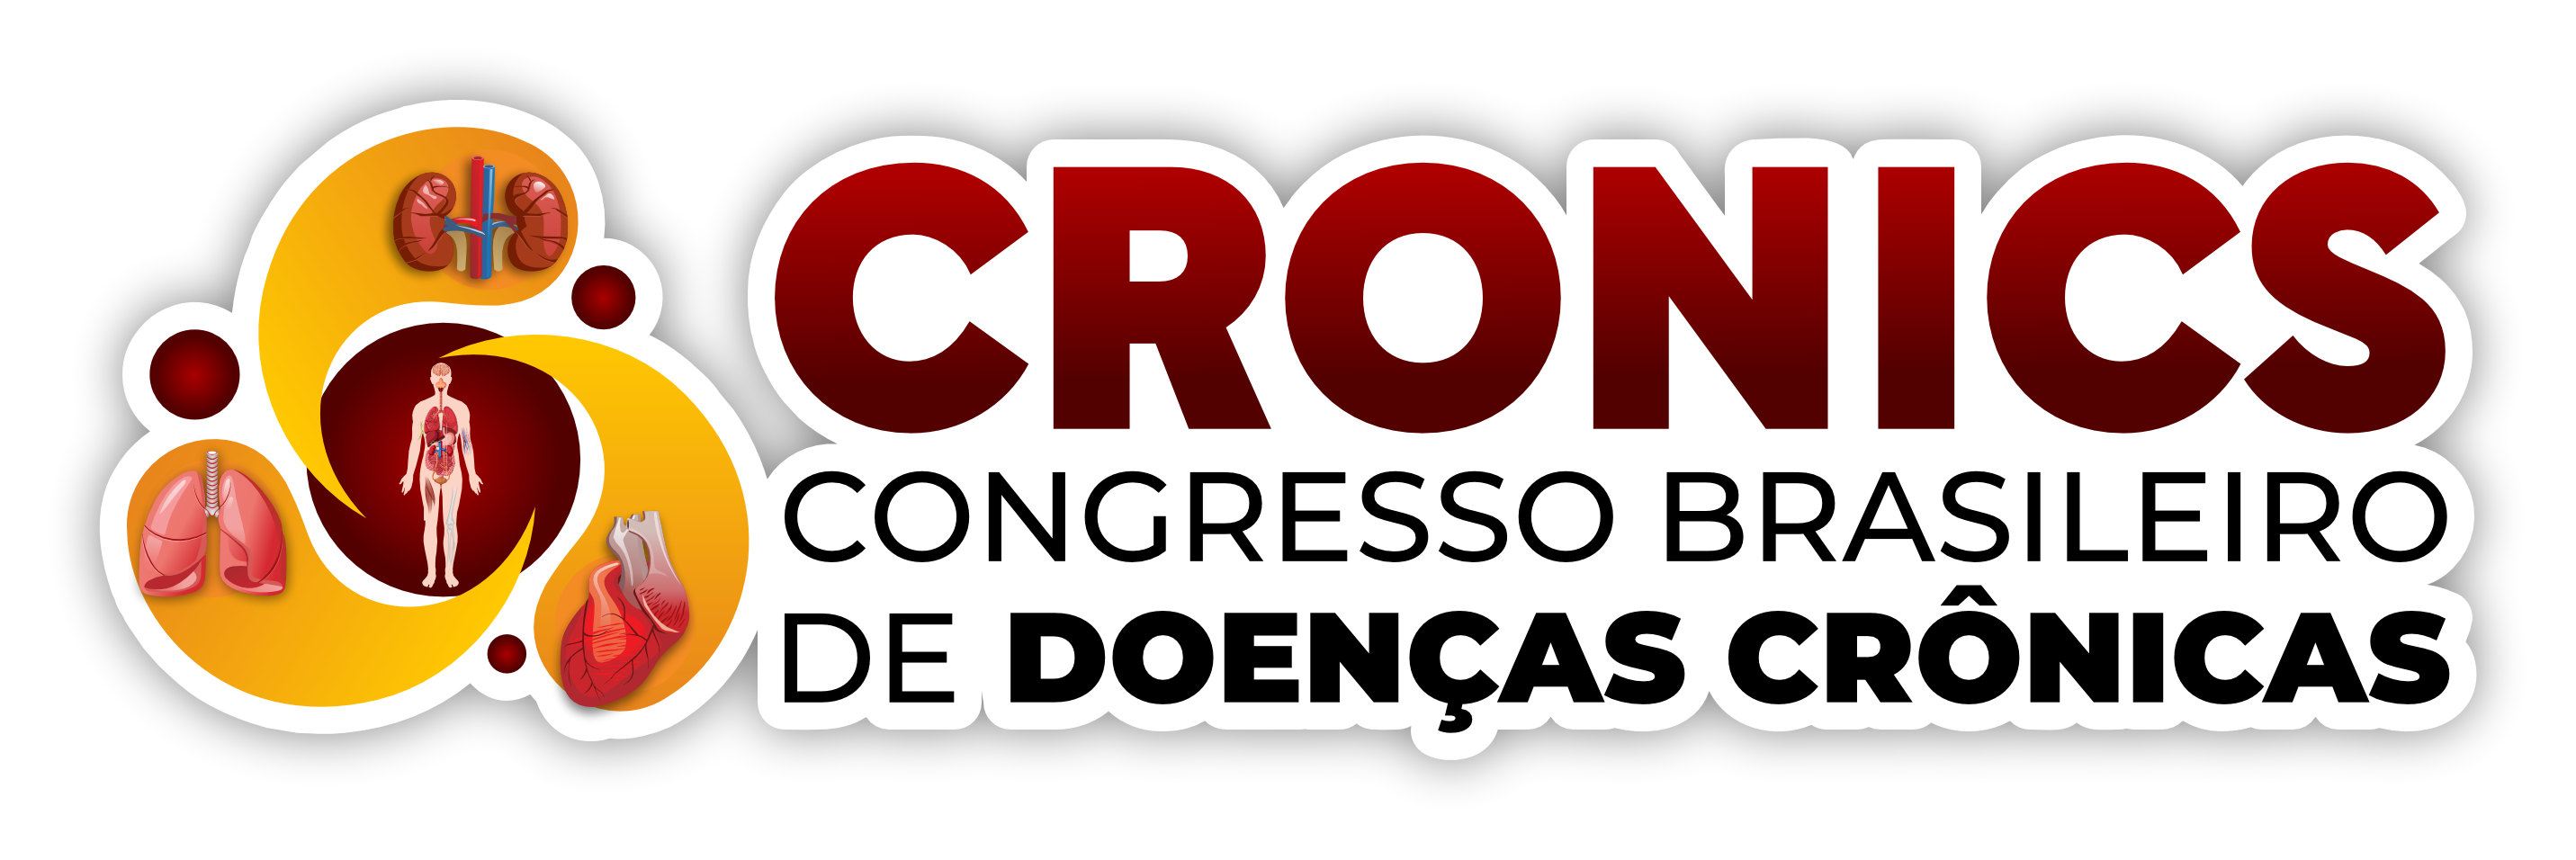 CRONICS
CONGRESSO BRASILEIRO
DE DOENÇAS CRÔNICAS